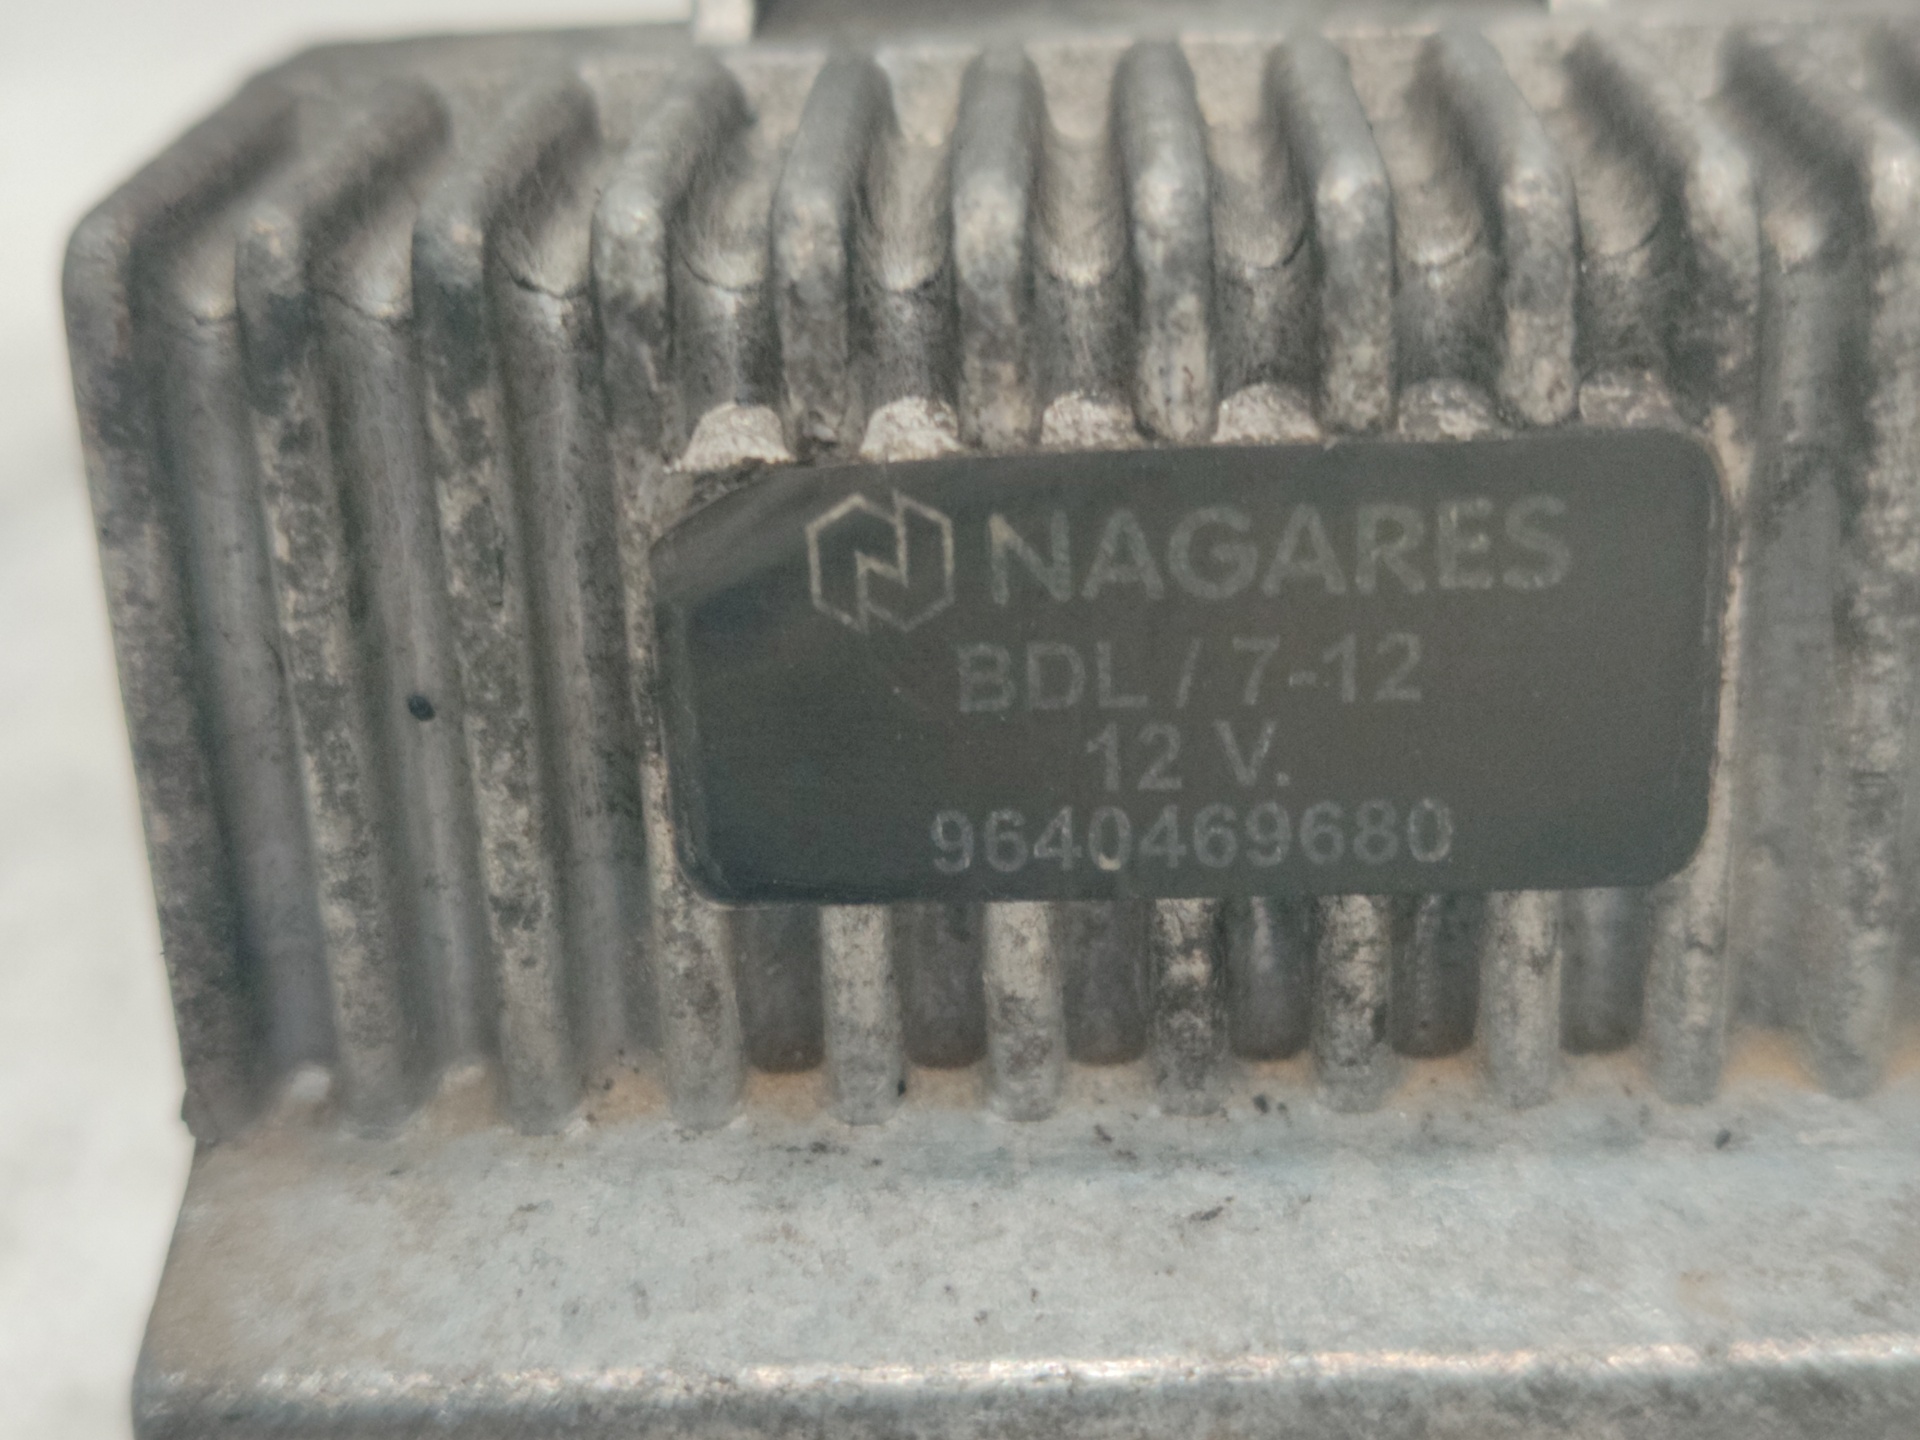 NAGARES
BDL / 7-12
12 V.
9640469680